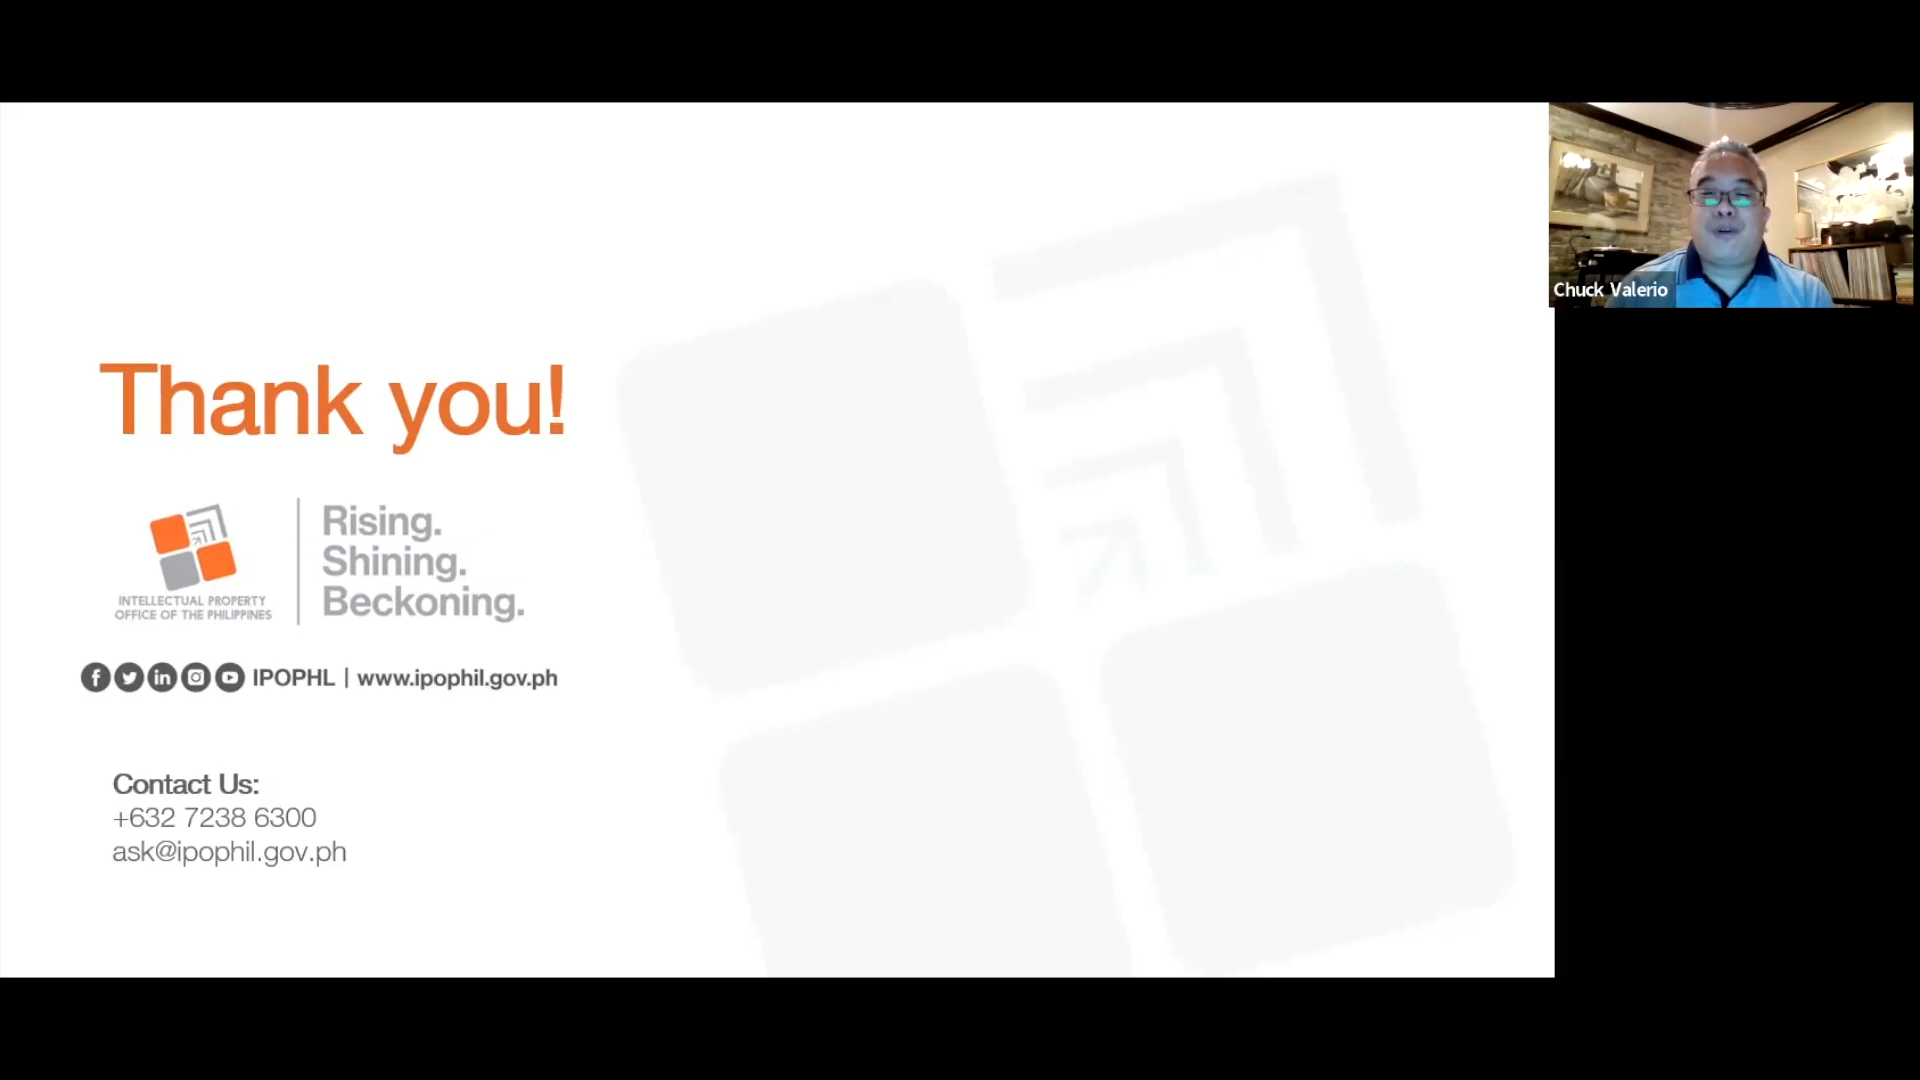 Thank you!
INTELLECTUAL PROPERTY
OFFICE OF THE PHILIPPINES
Rising.
Shining.
Beckoning.
IPOPHL | www.ipophil.gov.ph
Contact Us:
+632 7238 6300
ask@ipophil.gov.ph
Chuck Valerio